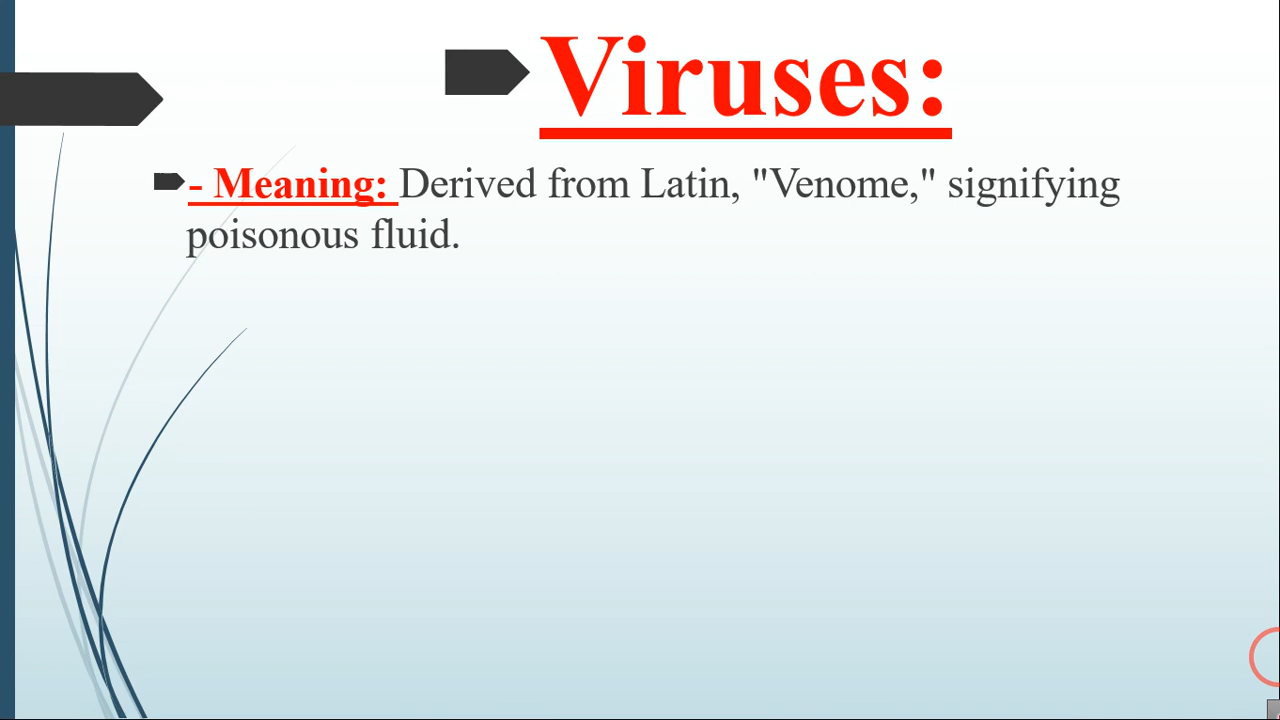 Viruses:
- Meaning: Derived from Latin, "Venome," signifying
poisonous fluid.